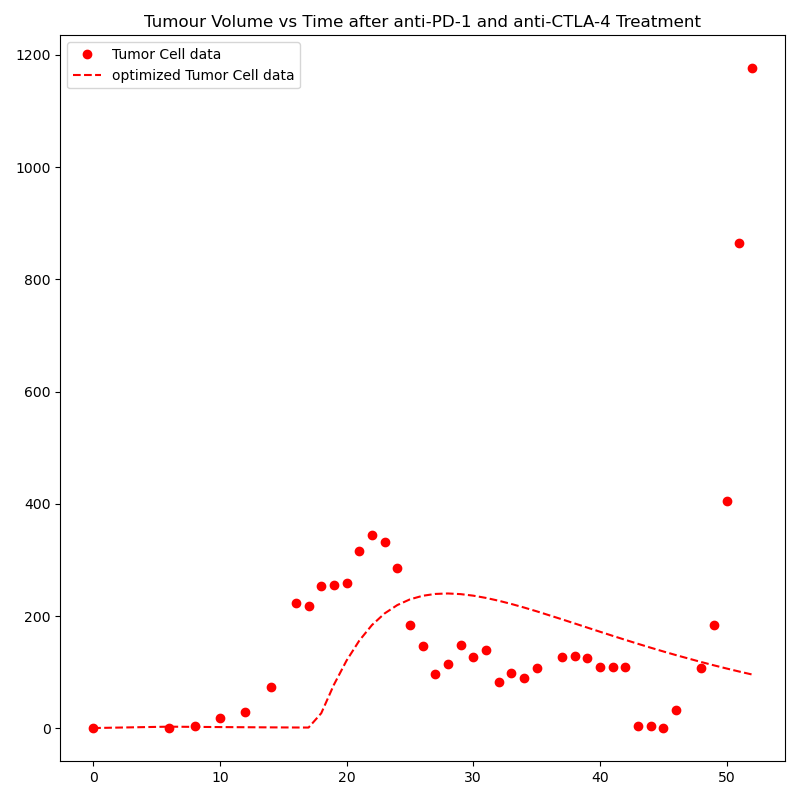 Tumour Volume vs Time after anti-PD-1 and anti-CTLA-4 Treatment
Tumor Cell data
optimized Tumor Cell data
1200
1000
800
600
400
200
0
0 10 20 30 40 50